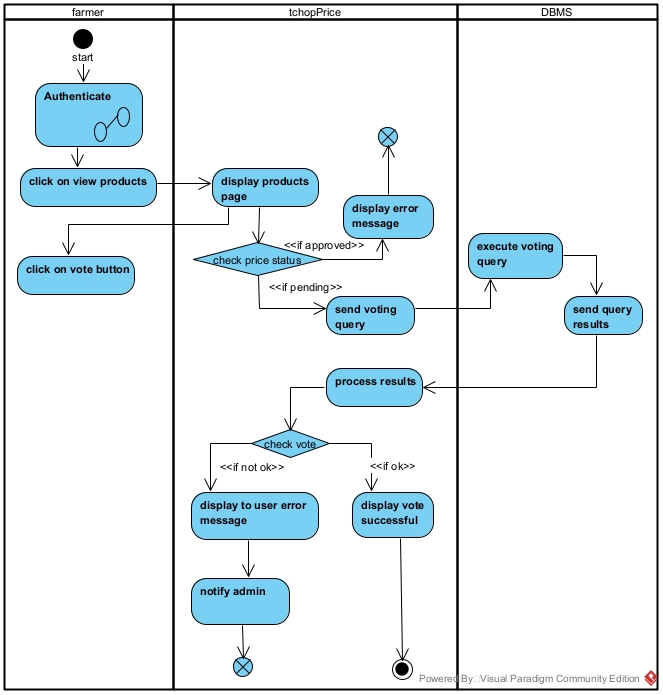 farmer
tchopPrice
DBMS
start
Authenticate
click on view products
display products
page
display error
message
<<if approved>>
check price status
click on vote button
<<if pending>>
send voting
query
execute voting
query
send query
results
process results
check vote
<<if not ok>>
<<if ok>>
display to user error
message
display vote
successful
notify admin
Powered By Visual Paradigm Community Edition